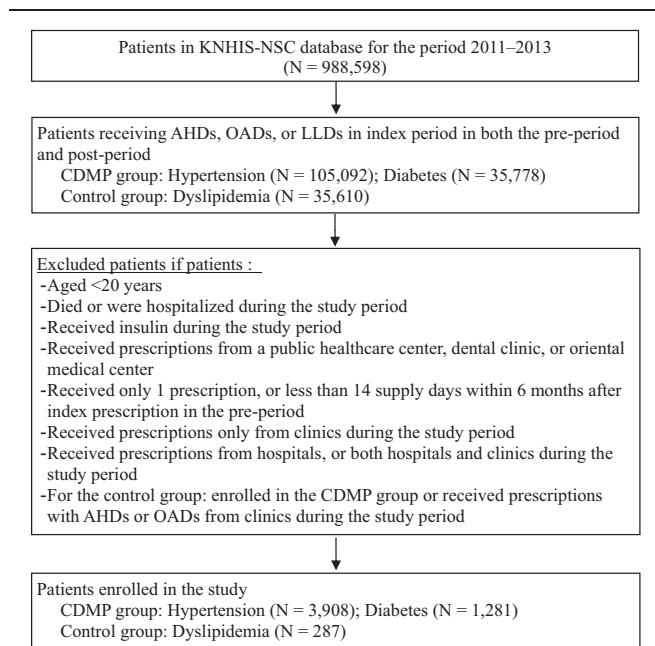 Patients in KNHIS-NSC database for the period 2011–2013
(N = 988,598)
Patients receiving AHDs, OADs, or LLDs in index period in both the pre-period
and post-period
CDMP group: Hypertension (N = 105,092); Diabetes (N = 35,778)
Control group: Dyslipidemia (N = 35,610)
Excluded patients if patients :
-Aged <20 years
-Died or were hospitalized during the study period
-Received insulin during the study period
-Received prescriptions from a public healthcare center, dental clinic, or oriental
medical center
-Received only 1 prescription, or less than 14 supply days within 6 months after
index prescription in the pre-period
-Received prescriptions only from clinics during the study period
-Received prescriptions from hospitals, or both hospitals and clinics during the
study period
-For the control group: enrolled in the CDMP group or received prescriptions
with AHDs or OADs from clinics during the study period
Patients enrolled in the study
CDMP group: Hypertension (N = 3,908); Diabetes (N = 1,281)
Control group: Dyslipidemia (N = 287)